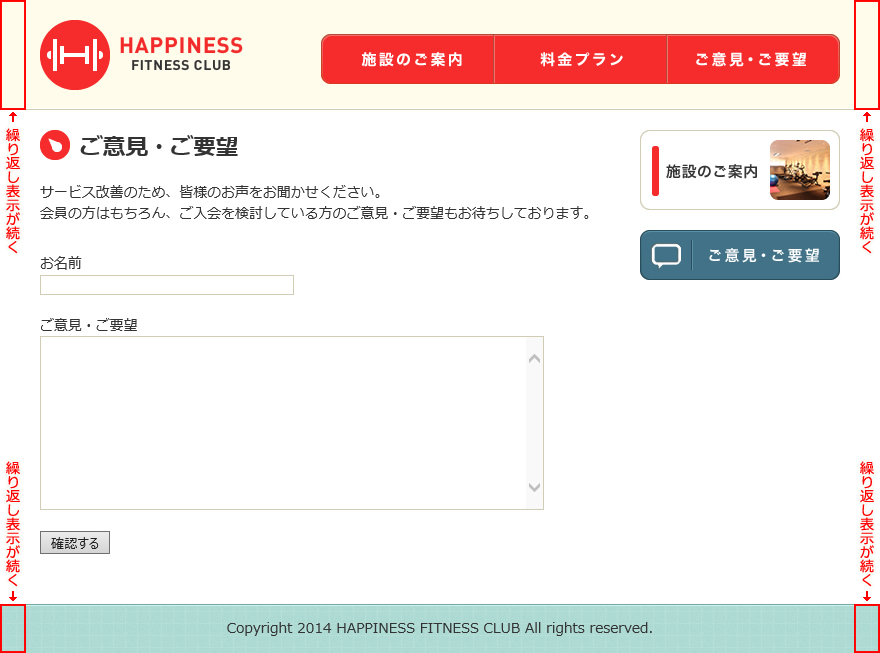 HAPPINESS
FITNESS CLUB
施設のご案内
料金プラン
ご意見・ご要望
繰り返し表示が続く
繰り返し表示が続く
ご意見・ご要望
サービス改善のため、皆様のお声をお聞かせください。
会員の方はもちろん、ご入会を検討している方のご意見・ご要望もお待ちしております。
施設のご案内
ご意見・ご要望
お名前
ご意見・ご要望
確認する
繰り返し表示が続く
繰り返し表示が続く
Copyright 2014 HAPPINESS FITNESS CLUB All rights reserved.